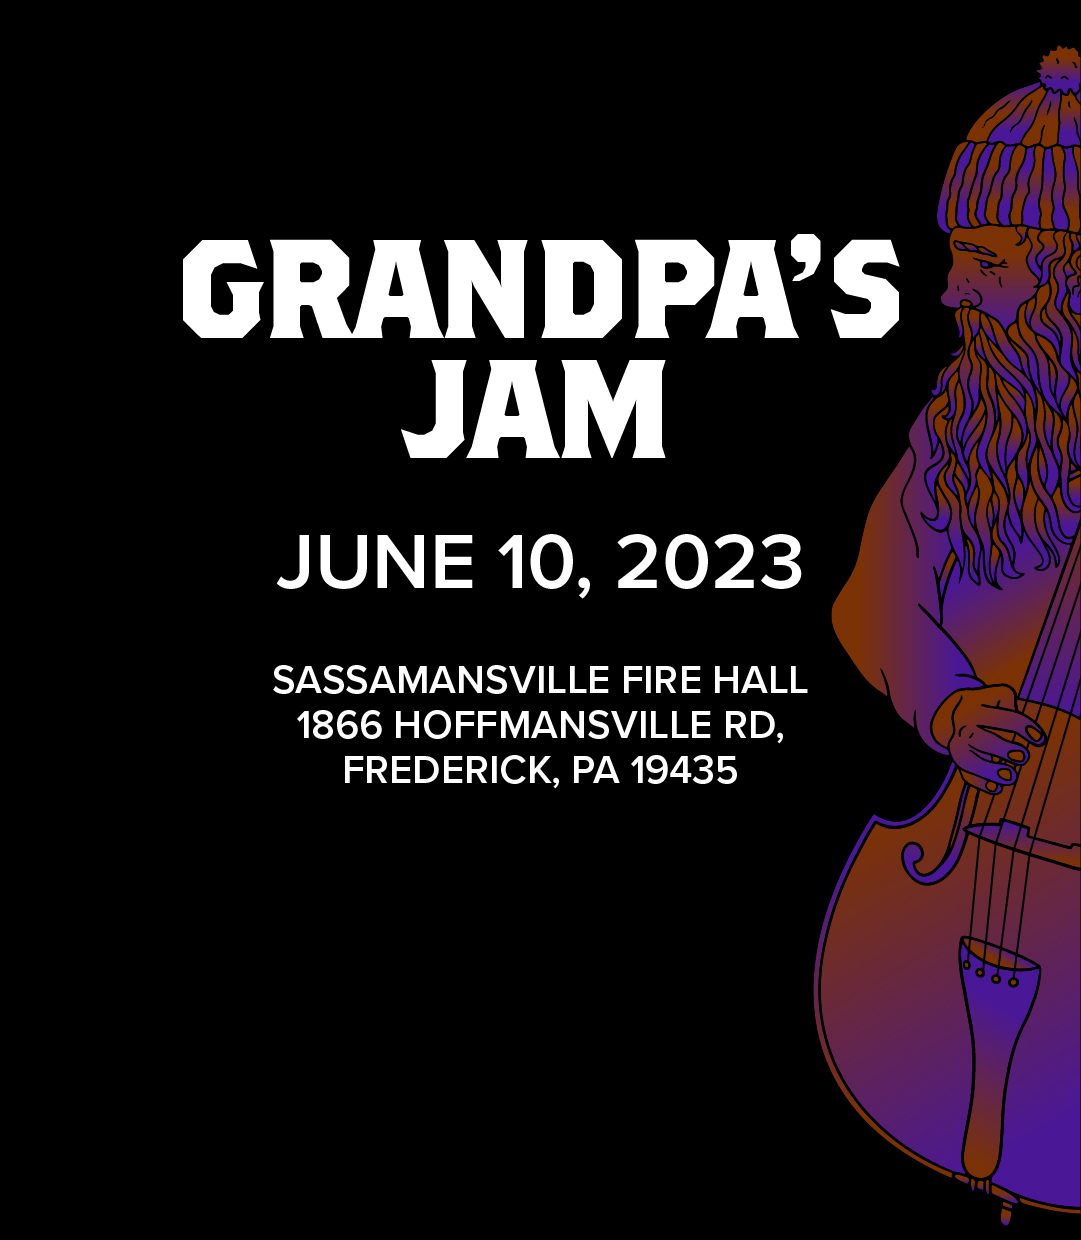 GRANDPA’S
JAM
JUNE 10, 2023
SASSAMANSVILLE FIRE HALL
1866 HOFFMANSVILLE RD,
FREDERICK, PA 19435